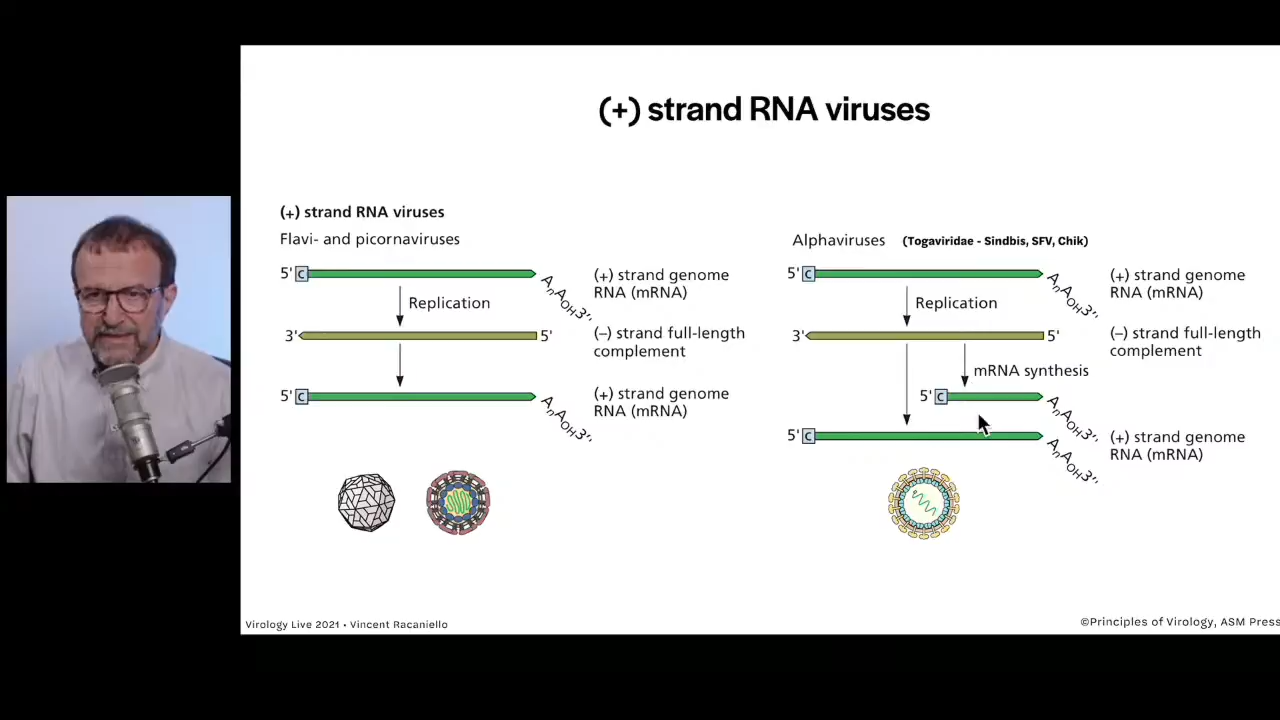 (+) strand RNA viruses
(+) strand RNA viruses
Flavi- and picornaviruses
5' C
AnAOH3'
(+) strand genome
RNA (mRNA)
Replication
3'
5'
(–) strand full-length
complement
5' C
AnAOH3'
(+) strand genome
RNA (mRNA)
Alphaviruses (Togaviridae - Sindbis, SFV, Chik)
5' C
AnAOH3'
(+) strand genome
RNA (mRNA)
Replication
3'
5'
(–) strand full-length
complement
mRNA synthesis
5' C
AnAOH3'
5' C
AnAOH3'
(+) strand genome
RNA (mRNA)
Virology Live 2021 • Vincent Racaniello
©Principles of Virology, ASM Press